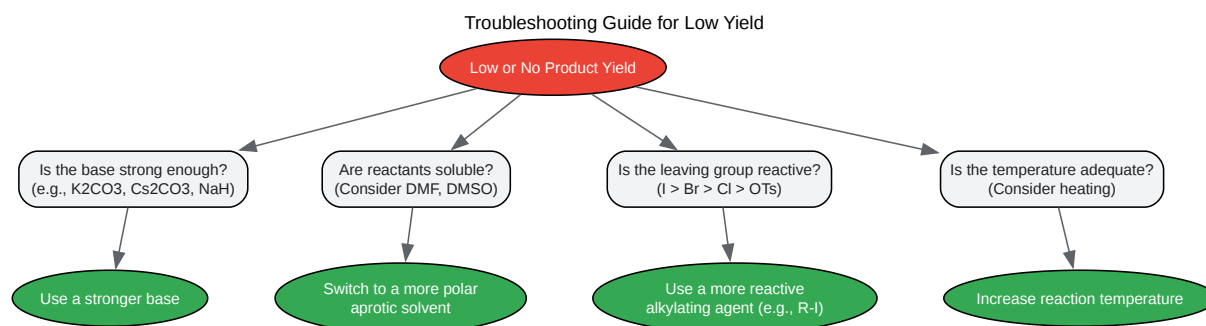 Troubleshooting Guide for Low Yield
Low or No Product Yield
Is the base strong enough?
(e.g., K2CO3, Cs2CO3, NaH)
Are reactants soluble?
(Consider DMF, DMSO)
Is the leaving group reactive?
(I > Br > Cl > OTs)
Is the temperature adequate?
(Consider heating)
Use a stronger base
Switch to a more polar
aprotic solvent
Use a more reactive
alkylating agent (e.g., R-I)
Increase reaction temperature